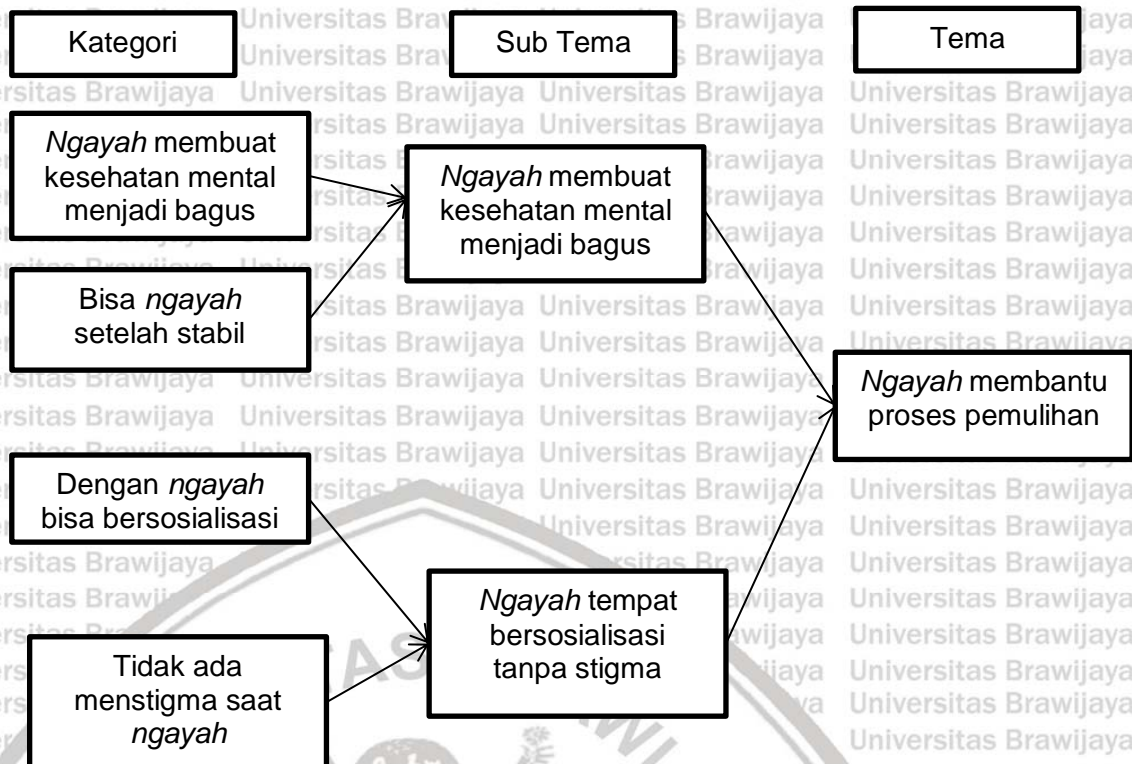 Kategori
Sub Tema
Tema
Ngayah membuat
kesehatan mental
menjadi bagus
Bisa ngayah
setelah stabil
Dengan ngayah
bisa bersosialisasi
Tidak ada
menstigma saat
ngayah
Ngayah membuat
kesehatan mental
menjadi bagus
Ngayah tempat
bersosialisasi
tanpa stigma
Ngayah membantu
proses pemulihan
Universitas Brawijaya